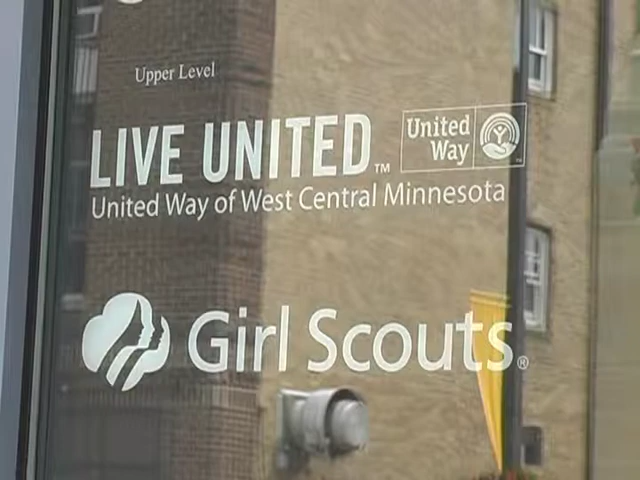 Upper Level
LIVE UNITED™
United Way
United Way of West Central Minnesota
Girl Scouts®